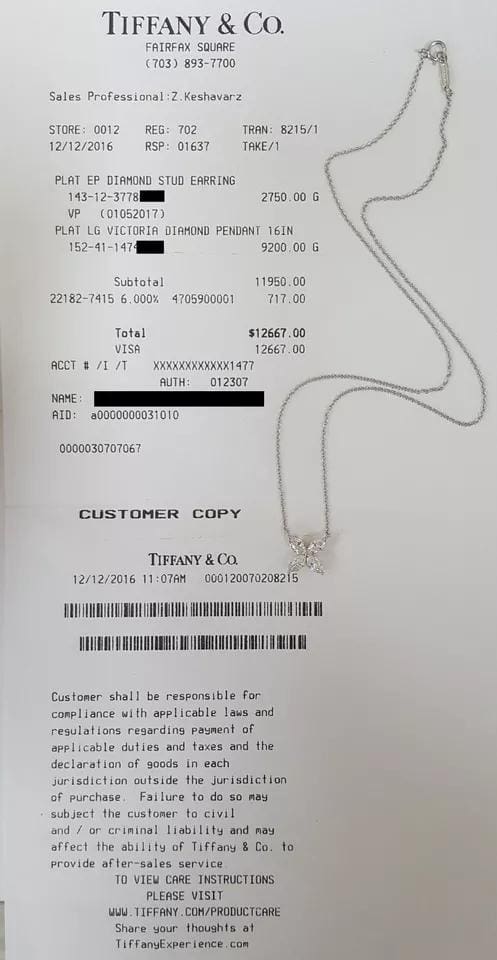 TIFFANY & CO.
FAIRFAX SQUARE
(703) 893-7700
Sales Professional:Z.Keshavarz
STORE: 0012 REG: 702 TRAN: 8215/1
12/12/2016 RSP: 01637 TAKE/1
PLAT EP DIAMOND STUD EARRING
143-12-3778 2750.00 G
VP (01052017)
PLAT LG VICTORIA DIAMOND PENDANT 16IN
152-41-147 9200.00 G
Subtotal 11950.00
22182-7415 6.000% 4705900001 717.00
Total $12667.00
VISA 12667.00
ACCT # /I /T XXXXXXXXXXXX1477
AUTH: 012307
NAME:
AID: a0000000031010
0000030707067
CUSTOMER COPY
TIFFANY & CO.
12/12/2016 11:07AM 000120070208215
Customer shall be responsible for
compliance with applicable laws and
regulations regarding payment of
applicable duties and taxes and the
declaration of goods in each
jurisdiction outside the jurisdiction
of purchase. Failure to do so may
subject the customer to civil
and / or criminal liability and may
affect the ability of Tiffany & Co. to
provide after-sales service.
TO VIEW CARE INSTRUCTIONS
PLEASE VISIT
WWW.TIFFANY.COM/PRODUCTCARE
Share your thoughts at
TiffanyExperience.com